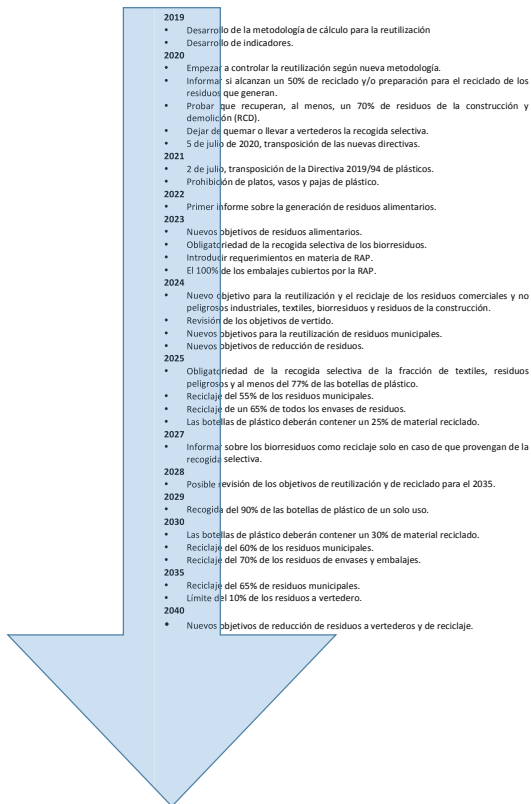 2019
• Desarrollo de la metodología de cálculo para la reutilización
• Desarrollo de indicadores.
2020
• Empezar a controlar la reutilización según nueva metodología.
• Informar si alcanzan un 50% de reciclado y/o preparación para el reciclado de los
residuos que generan.
• Probar que recuperan, al menos, un 70% de residuos de la construcción y
demolición (RCD).
• Dejar de quemar o llevar a vertederos la recogida selectiva.
• 5 de julio de 2020, transposición de las nuevas directivas.
2021
• 2 de julio, transposición de la Directiva 2019/94 de plásticos.
• Prohibición de platos, vasos y pajas de plástico.
2022
• Primer informe sobre la generación de residuos alimentarios.
2023
• Nuevos objetivos de residuos alimentarios.
• Obligatoriedad de la recogida selectiva de los biorresiduos.
• Introducir requerimientos en materia de RAP.
• El 100% de los embalajes cubiertos por la RAP.
2024
• Nuevo objetivo para la reutilización y el reciclaje de los residuos comerciales y no
peligrosos industriales, textiles, biorresiduos y residuos de la construcción.
• Revisión de los objetivos de vertido.
• Nuevos objetivos para la reutilización de residuos municipales.
• Nuevos objetivos de reducción de residuos.
2025
• Obligatoriedad de la recogida selectiva de la fracción de textiles, residuos
peligrosos y al menos del 77% de las botellas de plástico.
• Reciclaje del 55% de los residuos municipales.
• Reciclaje de un 65% de todos los envases de residuos.
• Las botellas de plástico deberán contener un 25% de material reciclado.
2027
• Informar sobre los biorresiduos como reciclaje solo en caso de que provengan de la
recogida selectiva.
2028
• Posible revisión de los objetivos de reutilización y de reciclado para el 2035.
2029
• Recogida del 90% de las botellas de plástico de un solo uso.
2030
• Las botellas de plástico deberán contener un 30% de material reciclado.
• Reciclaje del 60% de los residuos municipales.
• Reciclaje del 70% de los residuos de envases y embalajes.
2035
• Reciclaje del 65% de residuos municipales.
• Límite del 10% de los residuos a vertedero.
2040
• Nuevos objetivos de reducción de residuos a vertederos y de reciclaje.